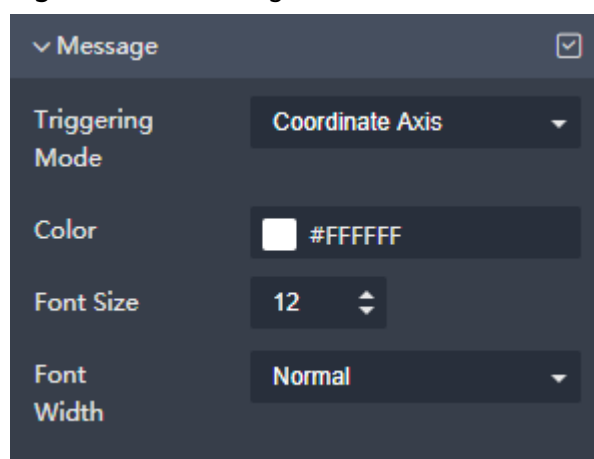 Message
Triggering
Mode
Coordinate Axis
Color
#FFFFFF
Font Size
12
Font
Width
Normal